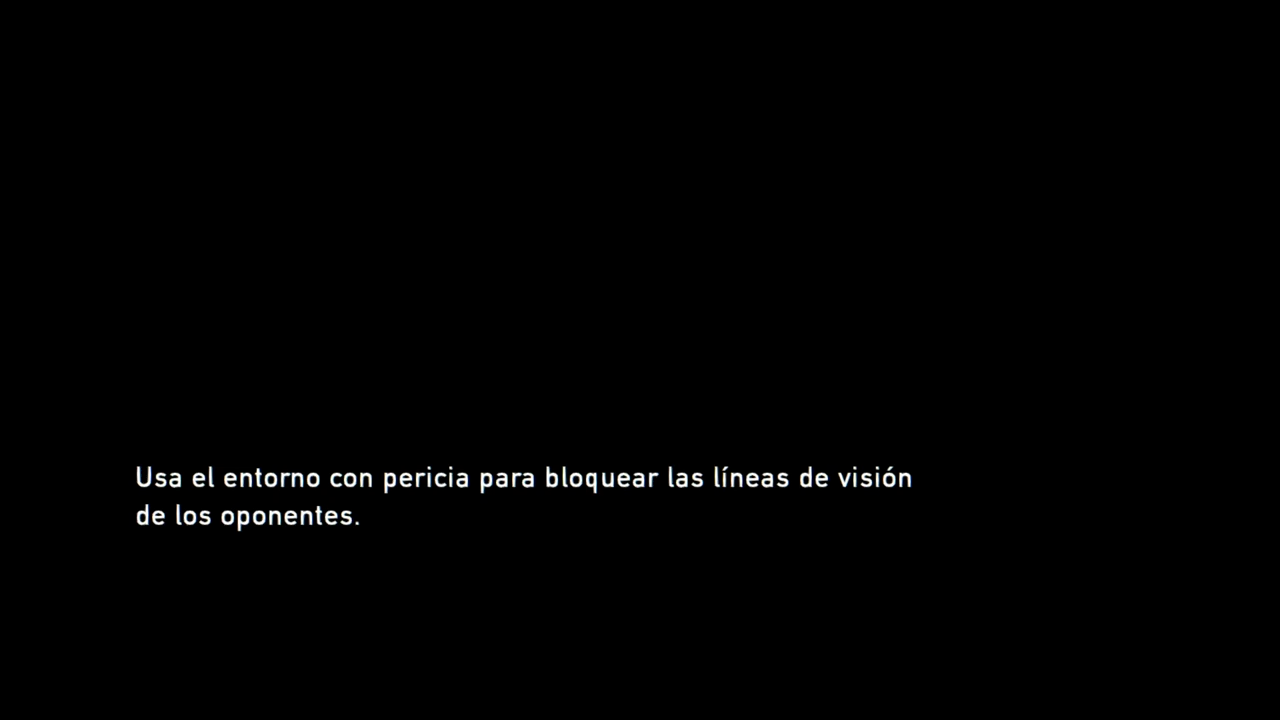 Usa el entorno con pericia para bloquear las líneas de visión
de los oponentes.